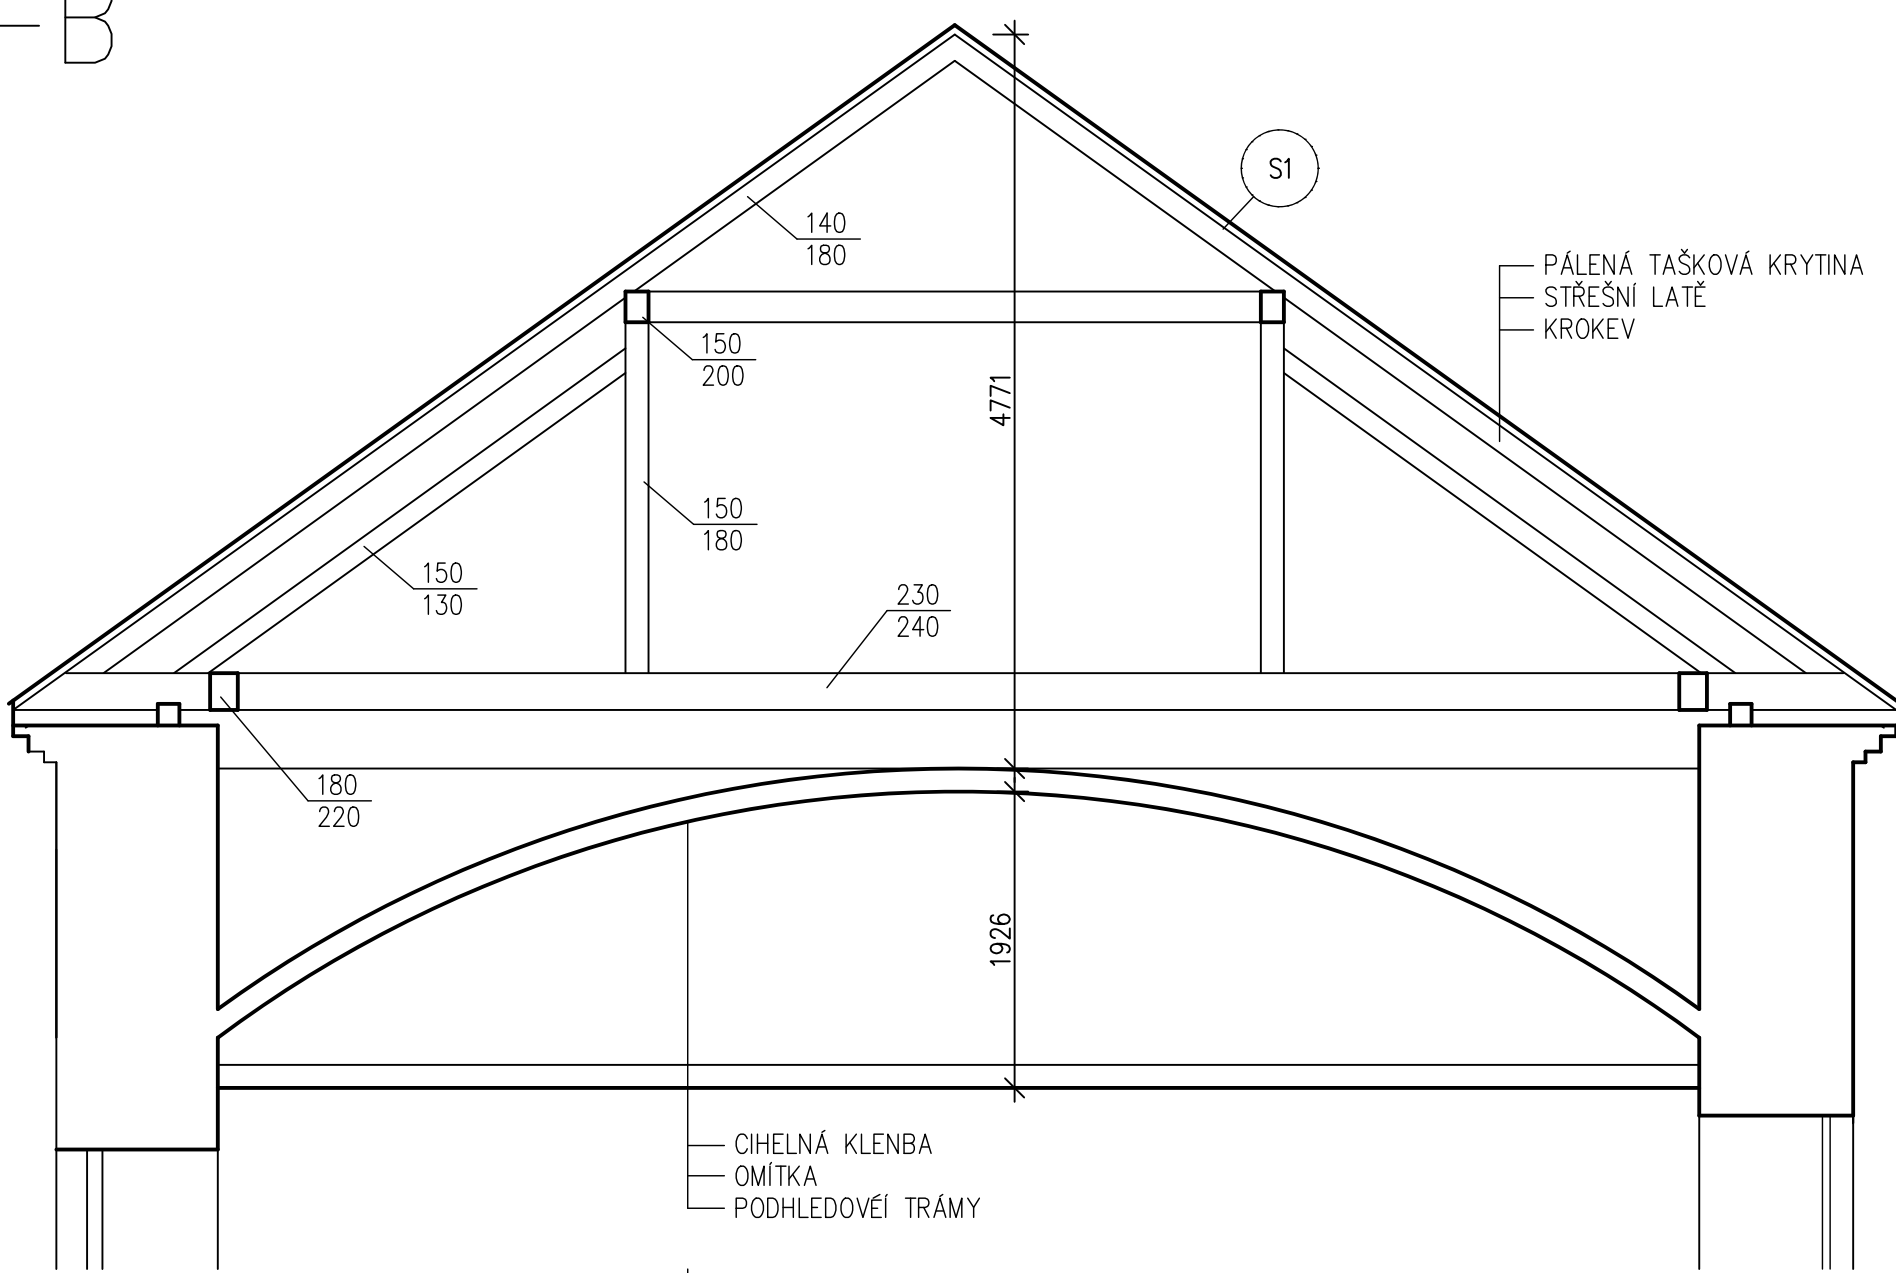 B
S1
140
180
PÁLENÁ TAŠKOVÁ KRYTINA
STŘEŠNÍ LATĚ
KROKEV
150
200
4771
150
180
150
130
230
240
180
220
1926
CIHELNÁ KLENBA
OMÍTKA
PODHLEDOVÉÍ TRÁMY